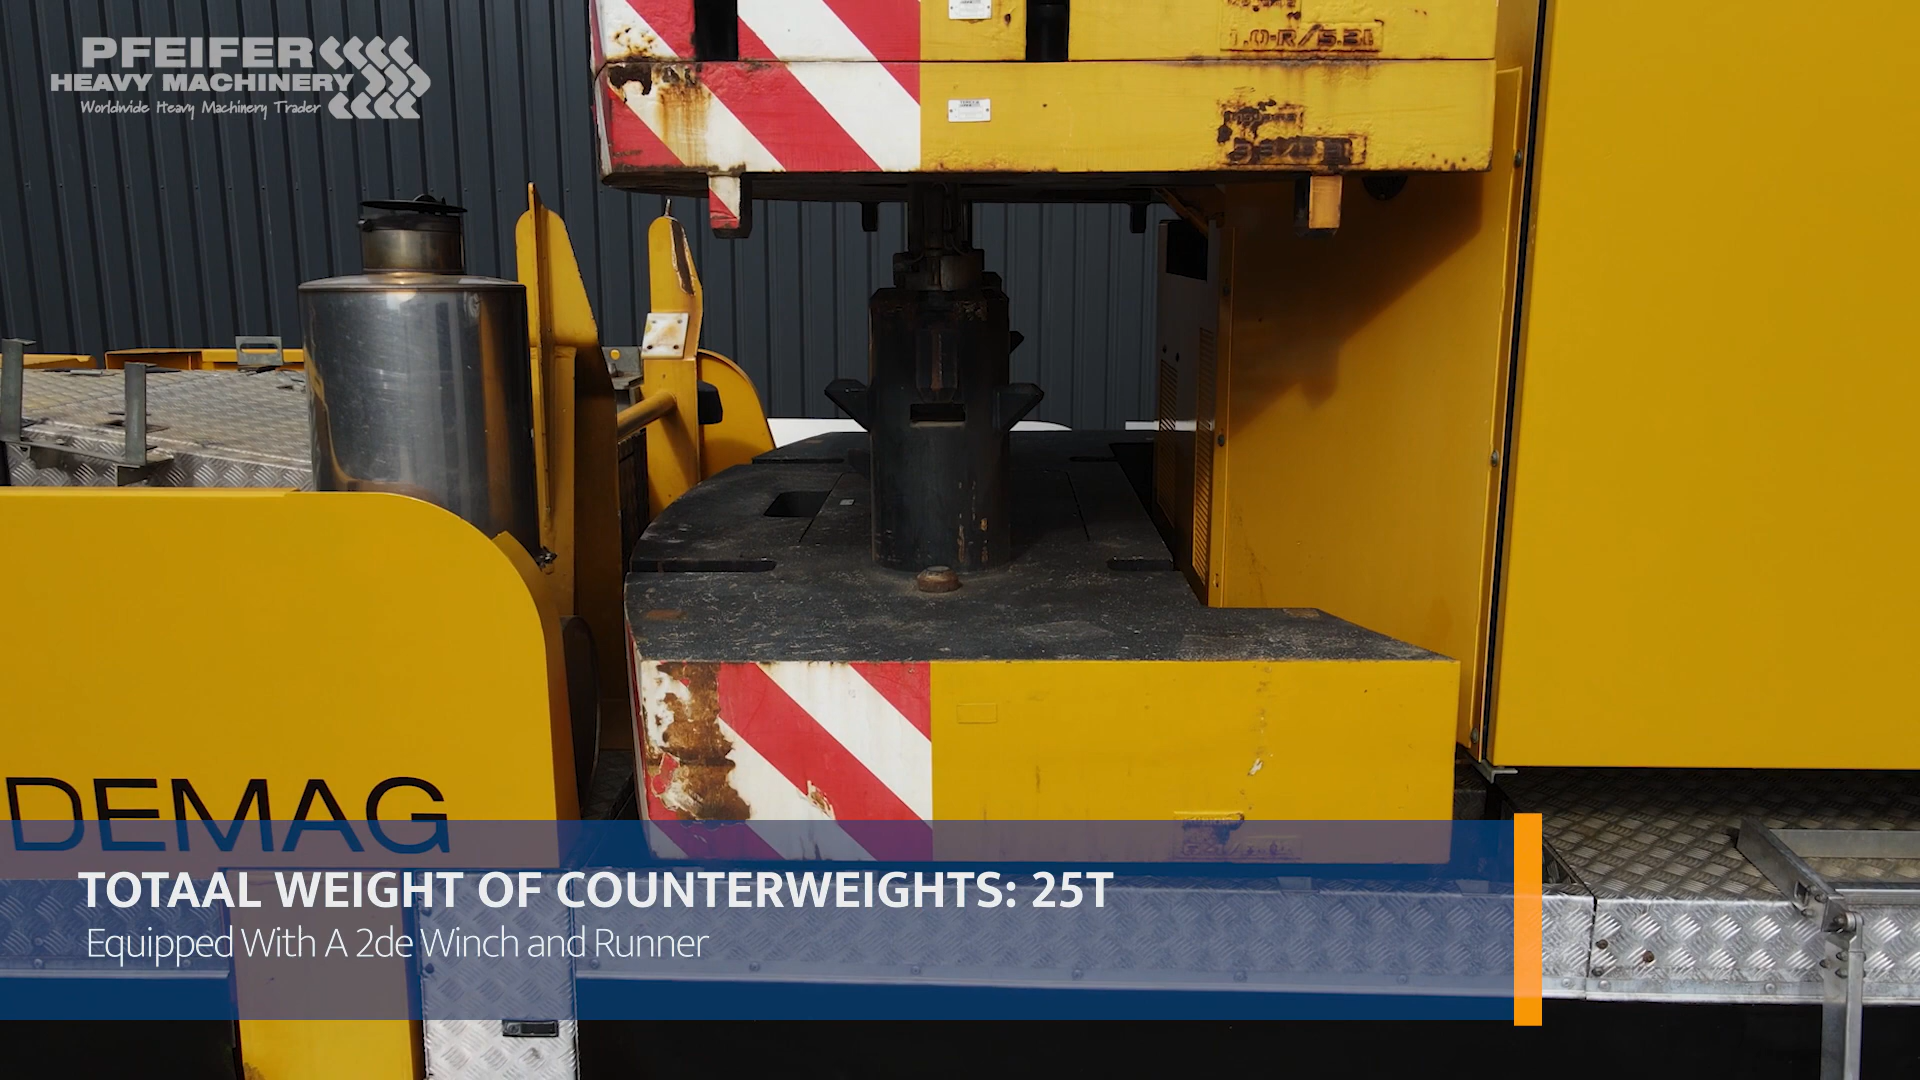 PFEIFER
HEAVY MACHINERY
Worldwide Heavy Machinery Trader
DEMAG
TOTAAL WEIGHT OF COUNTERWEIGHTS: 25T
Equipped With A 2de Winch and Runner